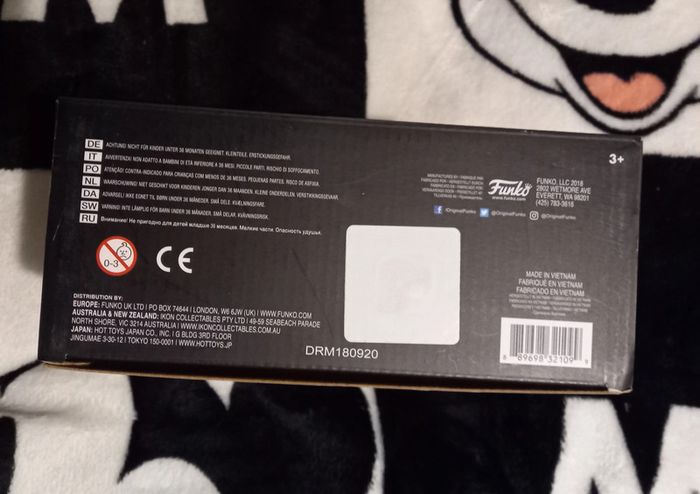 DE ACHTUNG! NICHT FÜR KINDER UNTER 36 MONATEN GEEIGNET, KLEINTEILE. ERSTICKUNGSGEFAHR.
IT AVVERTENZA! NON ADATTO A BAMBINI DI ETÀ INFERIORE A 36 MESI. PICCOLE PARTI. RISCHIO DI SOFFOCAMENTO.
PO ATENÇÃO! CONTRA-INDICADO PARA CRIANÇAS COM MENOS DE 36 MESES. PEQUENAS PARTES. RISCO DE ASFIXIA.
NL WAARSCHUWING! NIET GESCHIKT VOOR KINDEREN JONGER DAN 36 MAANDEN. KLEINE ONDERDELEN. VERSTIKKINGSGEVAAR.
DA ADVARSEL! IKKE EGNET TIL BØRN UNDER 36 MÅNEDER. SMÅ DELE. KVÆLNINGSFARE.
SW VARNING! INTE LÄMPLIG FÖR BARN UNDER 36 MÅNADER. SMÅ DELAR. KVÄVNINGSRISK.
RU Внимание! Не пригодно для детей младше 36 месяцев. Мелкие части. Опасность удушья.
0-3
CE
DISTRIBUTION BY:
EUROPE: FUNKO UK LTD | PO BOX 74844 | LONDON, W6 6JW (UK) | WWW.FUNKO.COM
AUSTRALIA & NEW ZEALAND: IKON COLLECTABLES PTY LTD | 49-59 SEABEACH PARADE
NORTH SHORE, VIC 3214 AUSTRALIA | WWW.IKONCOLLECTABLES.COM.AU
JAPAN: HOT TOYS JAPAN CO., INC. | G BLDG 3RD FLOOR
JINGUMAE 3-30-12 | TOKYO 150-0001 | WWW.HOTTOYS.JP
DRM180920
3+
Funko
www.funko.com
FUNKO, LLC 2018
2802 WETMORE AVE
EVERETT, WA 98201
(425) 783-3616
/OriginalFunko
@OriginalFunko
@OriginalFunko
MADE IN VIETNAM
FABRIQUÉ EN VIETNAM
FABRICADO EN VIETNAM
8 89698 32109 9